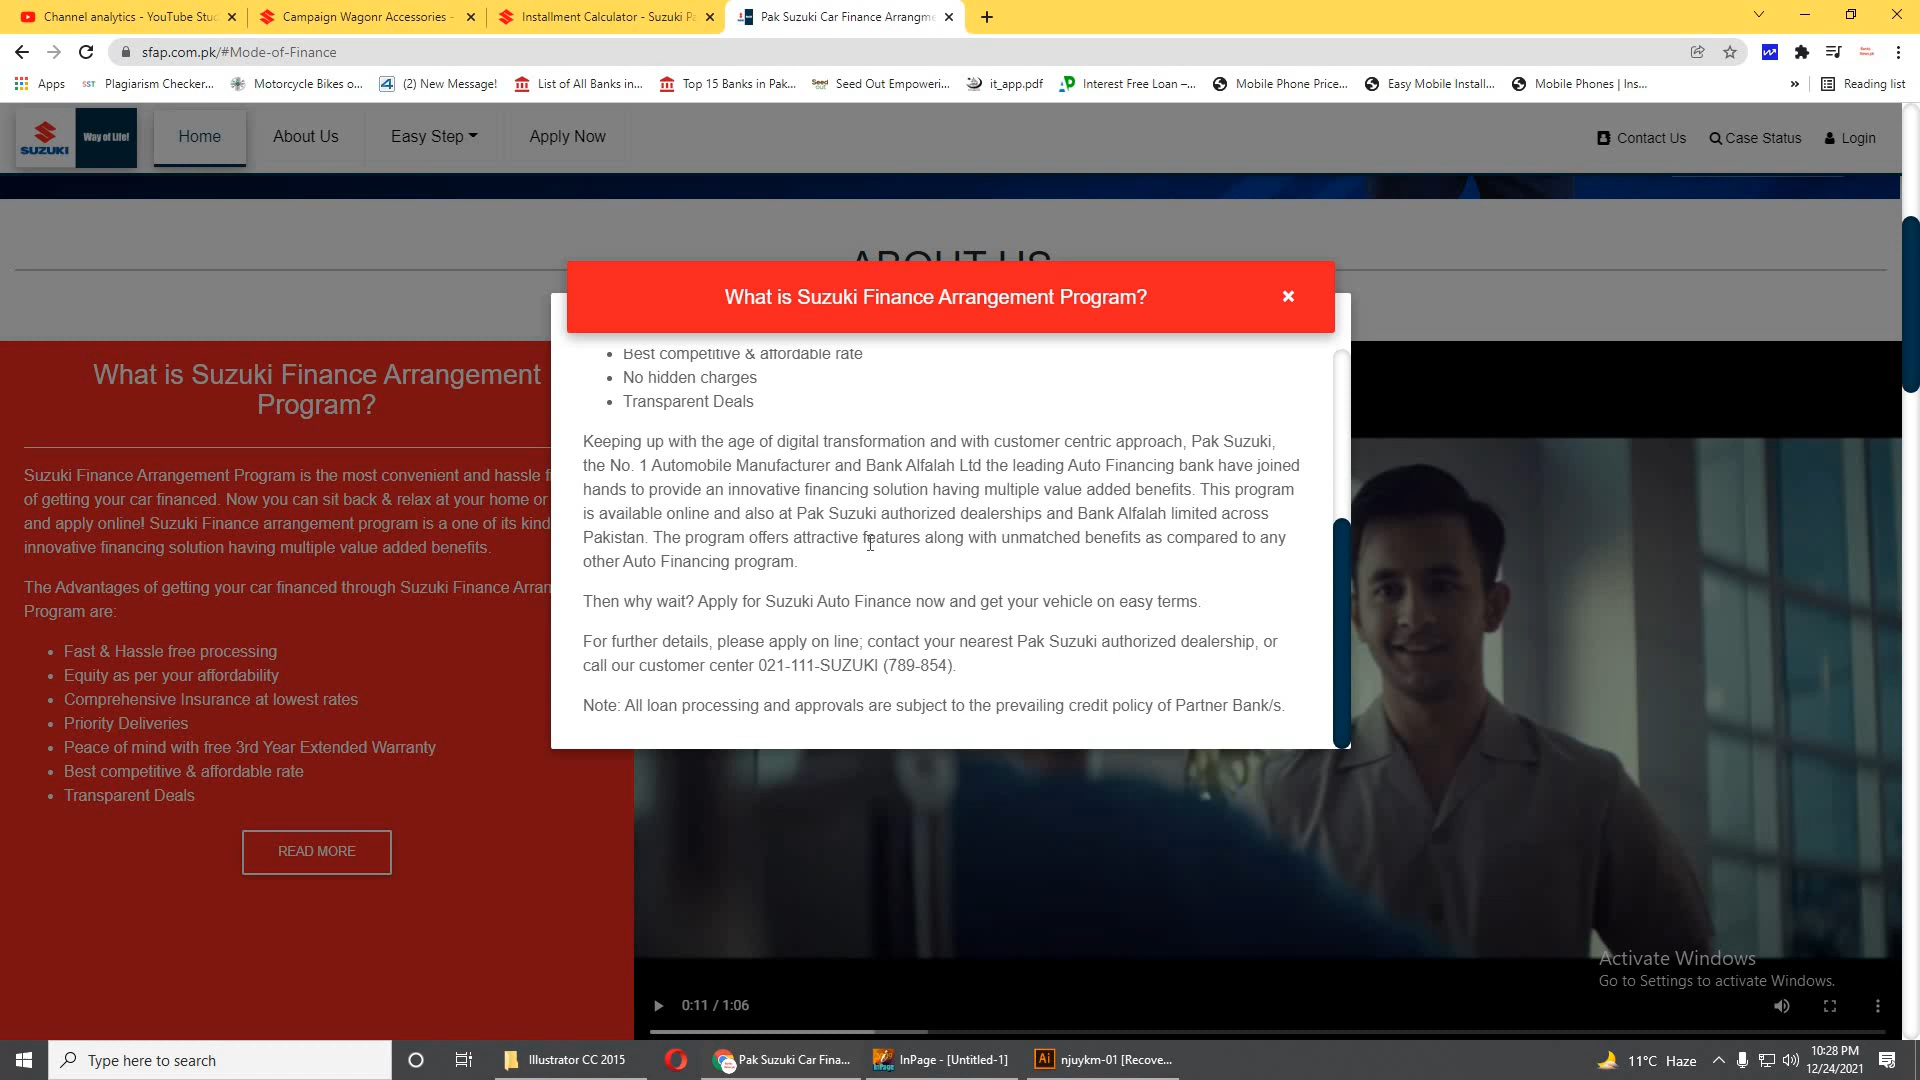 Channel analytics - YouTube Stu
Campaign Wagonr Accessories -
Installment Calculator - Suzuki Pa
Pak Suzuki Car Finance Arrangme
sfap.com.pk/#Mode-of-Finance
Apps
SST Plagiarism Checker...
Motorcycle Bikes o...
(2) New Message!
List of All Banks in...
Top 15 Banks in Pak...
Seed Out Empoweri...
it_app.pdf
Interest Free Loan –...
Mobile Phone Price...
Easy Mobile Install...
Mobile Phones | Ins...
»
Reading list
SUZUKI
Way of Life!
Home
About Us
Easy Step
Apply Now
Contact Us
Case Status
Login
ABOUT US
What is Suzuki Finance Arrangement Program?
Best competitive & affordable rate
No hidden charges
Transparent Deals
Keeping up with the age of digital transformation and with customer centric approach, Pak Suzuki,
the No. 1 Automobile Manufacturer and Bank Alfalah Ltd the leading Auto Financing bank have joined
hands to provide an innovative financing solution having multiple value added benefits. This program
is available online and also at Pak Suzuki authorized dealerships and Bank Alfalah limited across
Pakistan. The program offers attractive features along with unmatched benefits as compared to any
other Auto Financing program.
Then why wait? Apply for Suzuki Auto Finance now and get your vehicle on easy terms.
For further details, please apply on line; contact your nearest Pak Suzuki authorized dealership, or
call our customer center 021-111-SUZUKI (789-854).
Note: All loan processing and approvals are subject to the prevailing credit policy of Partner Bank/s.
What is Suzuki Finance Arrangement
Program?
Suzuki Finance Arrangement Program is the most convenient and hassle f
of getting your car financed. Now you can sit back & relax at your home or
and apply online! Suzuki Finance arrangement program is a one of its kind
innovative financing solution having multiple value added benefits.
The Advantages of getting your car financed through Suzuki Finance Arran
Program are:
Fast & Hassle free processing
Equity as per your affordability
Comprehensive Insurance at lowest rates
Priority Deliveries
Peace of mind with free 3rd Year Extended Warranty
Best competitive & affordable rate
Transparent Deals
READ MORE
0:11 / 1:06
Activate Windows
Go to Settings to activate Windows.
Type here to search
Illustrator CC 2015
Pak Suzuki Car Fina...
InPage - [Untitled-1]
Ai njuykm-01 [Recove...
11°C Haze
10:28 PM
12/24/2021